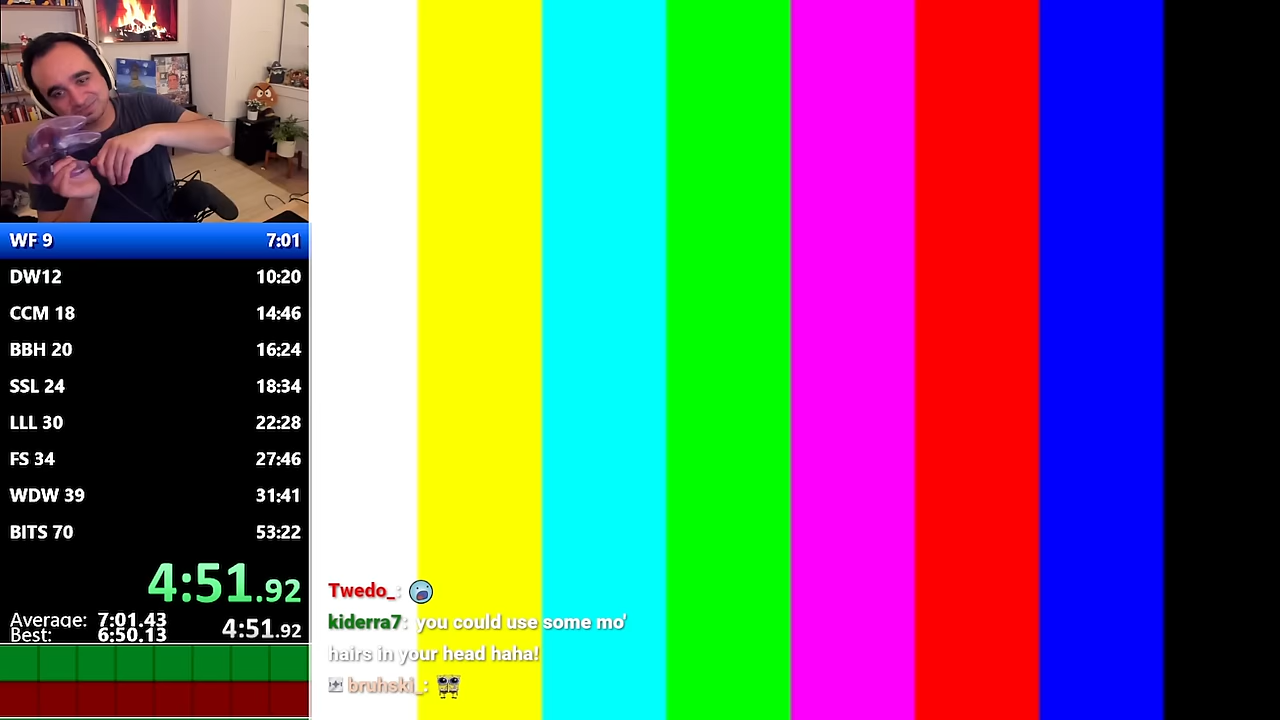 WF 9 7:01
DW12 10:20
CCM 18 14:46
BBH 20 16:24
SSL 24 18:34
LLL 30 22:28
FS 34 27:46
WDW 39 31:41
BITS 70 53:22
4:51.92
Average: 7:01.43
Best: 6:50.13 4:51.92
Twedo_:
kiderra7: you could use some mo'
hairs in your head haha!
bruhski_: